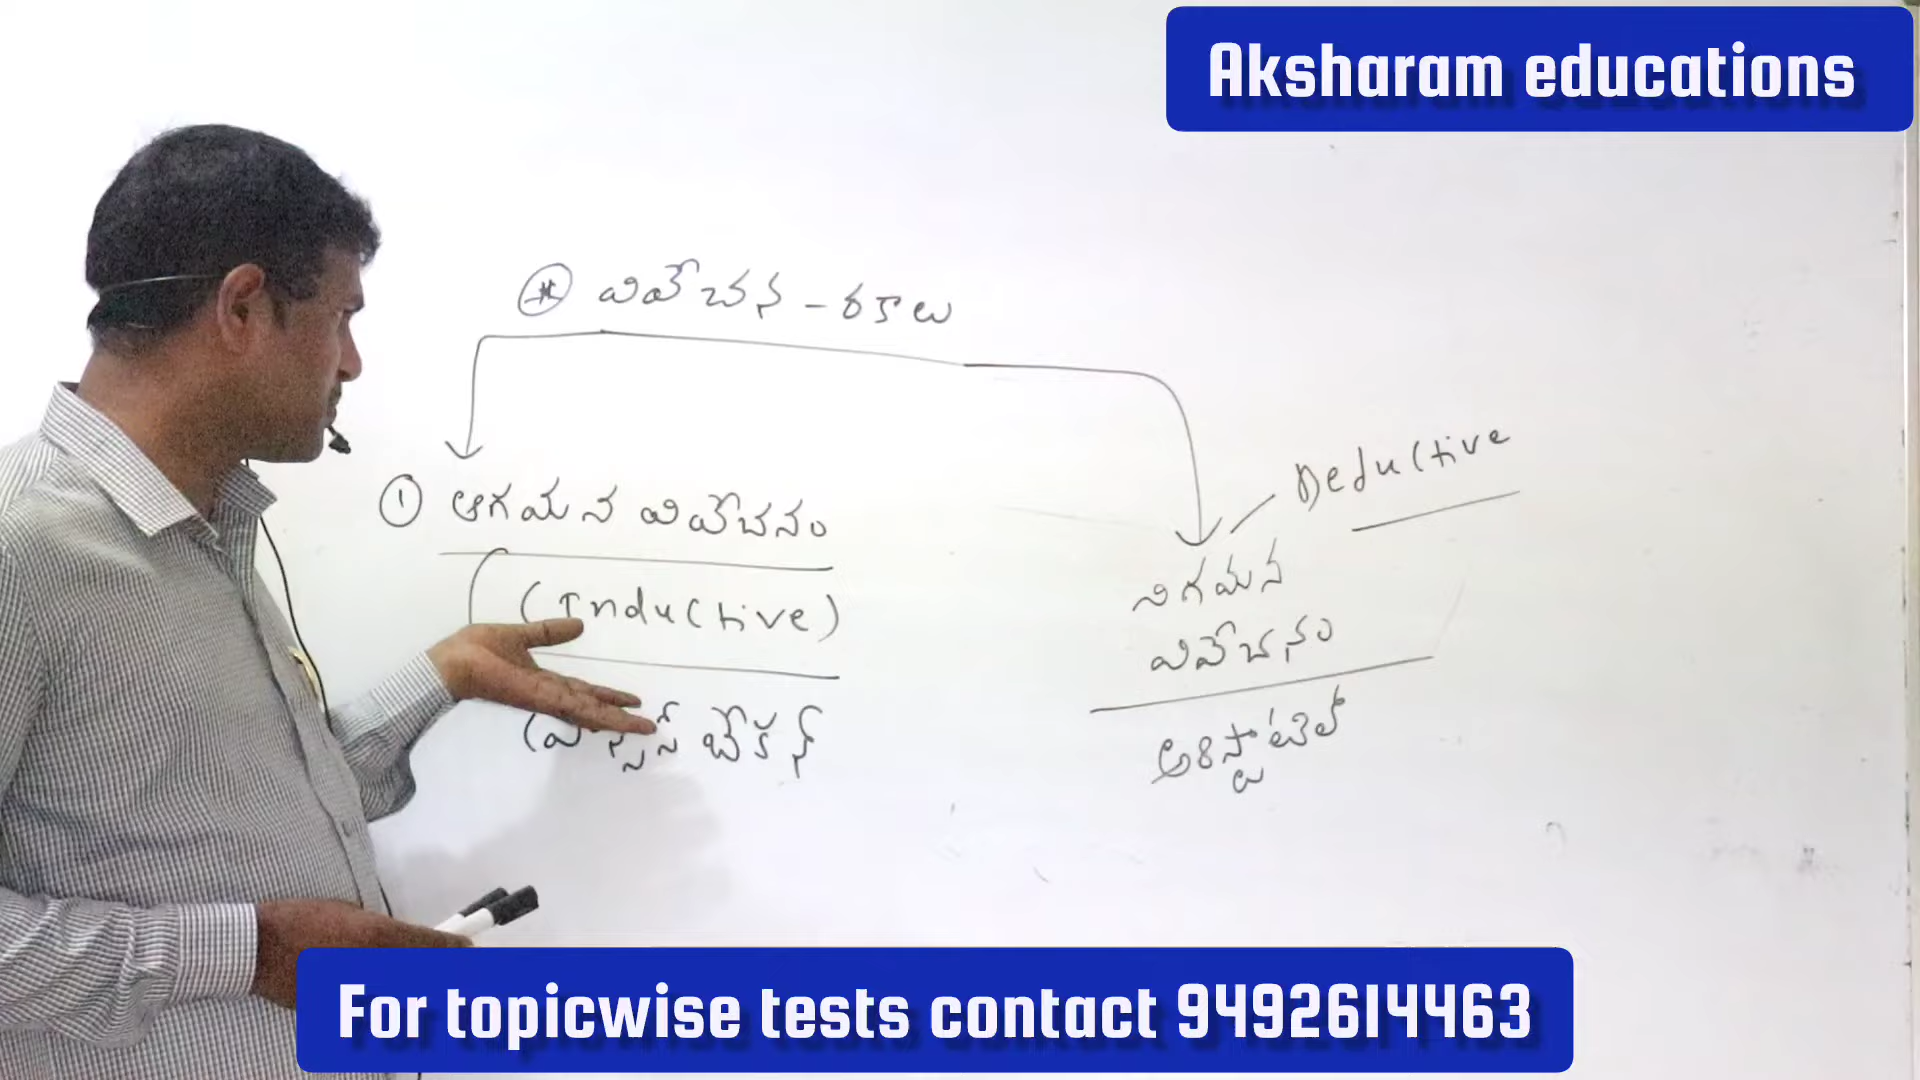 Aksharam educations
వివేచన - రకాలు
① ఆగమన వివేచనం
(Inductive)
బేకన్
Deductive
నిగమన
వివేచనం
అరిస్టాటిల్
For topicwise tests contact 9492614463